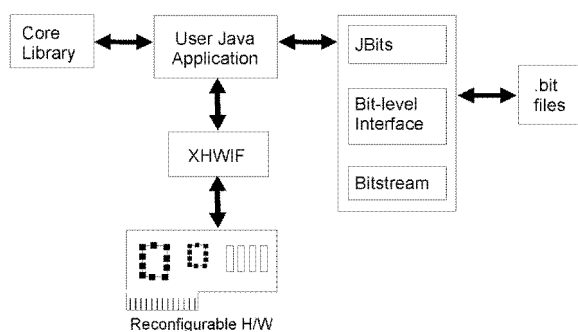 Core
Library
User Java
Application
JBits
Bit-level
Interface
Bitstream
.bit
files
XHWIF
Reconfigurable H/W